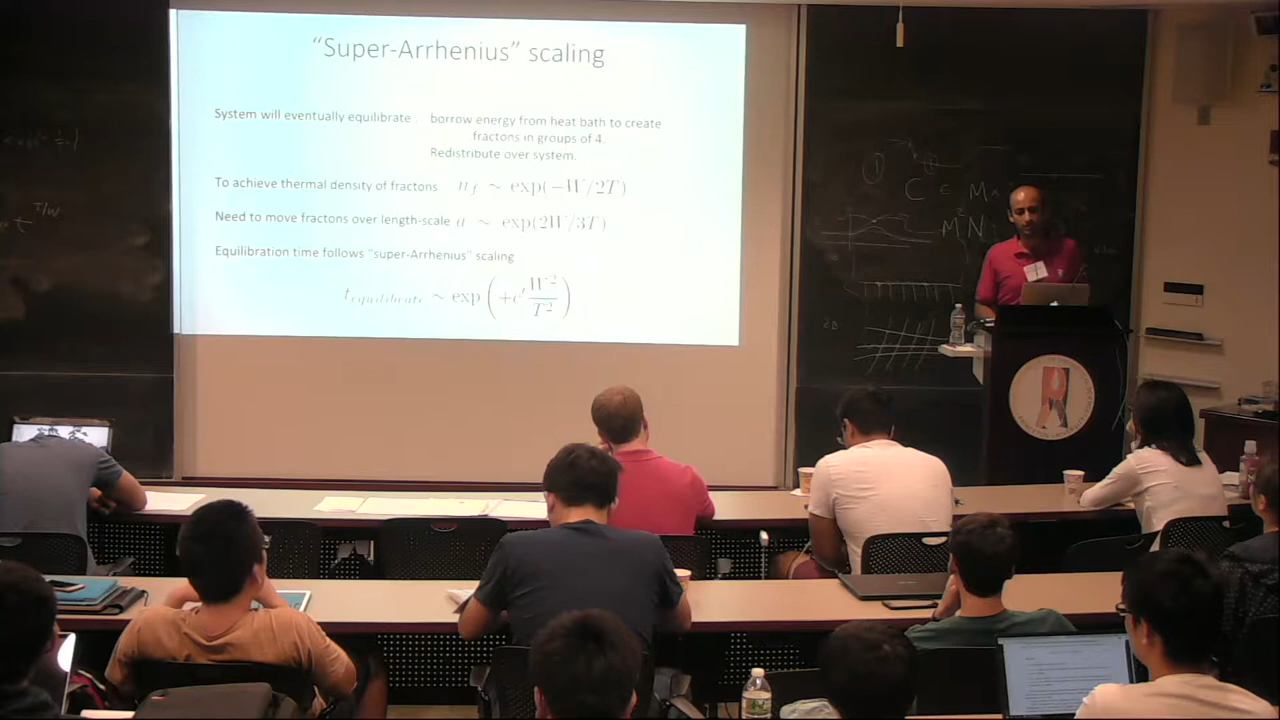 “Super-Arrhenius” scaling
System will eventually equilibrate . borrow energy from heat bath to create
fractons in groups of 4.
Redistribute over system.
To achieve thermal density of fractons n_f ~ exp(−W/2T)
Need to move fractons over length-scale a ~ exp(2W/3T)
Equilibration time follows “super-Arrhenius” scaling
t_equilibrate ~ exp(+c′ W²/T²)
C E M
M²N
2B
T/W
t